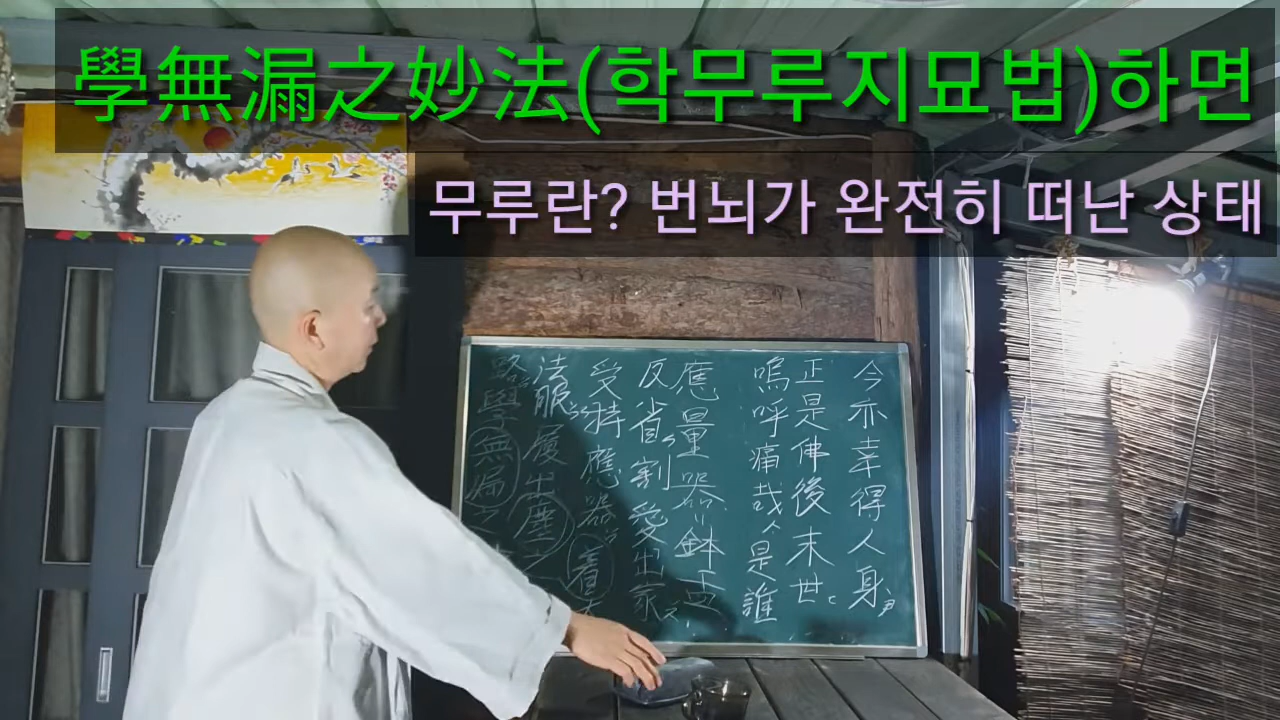 學無漏之妙法(학무루지묘법)하면
무루란? 번뇌가 완전히 떠난 상태
今亦幸得人身
正是佛後末世
嗚呼痛哉 是誰
應量器 鉢盂
反省割愛出家
受持應器 着
法服履出塵之
學無漏之